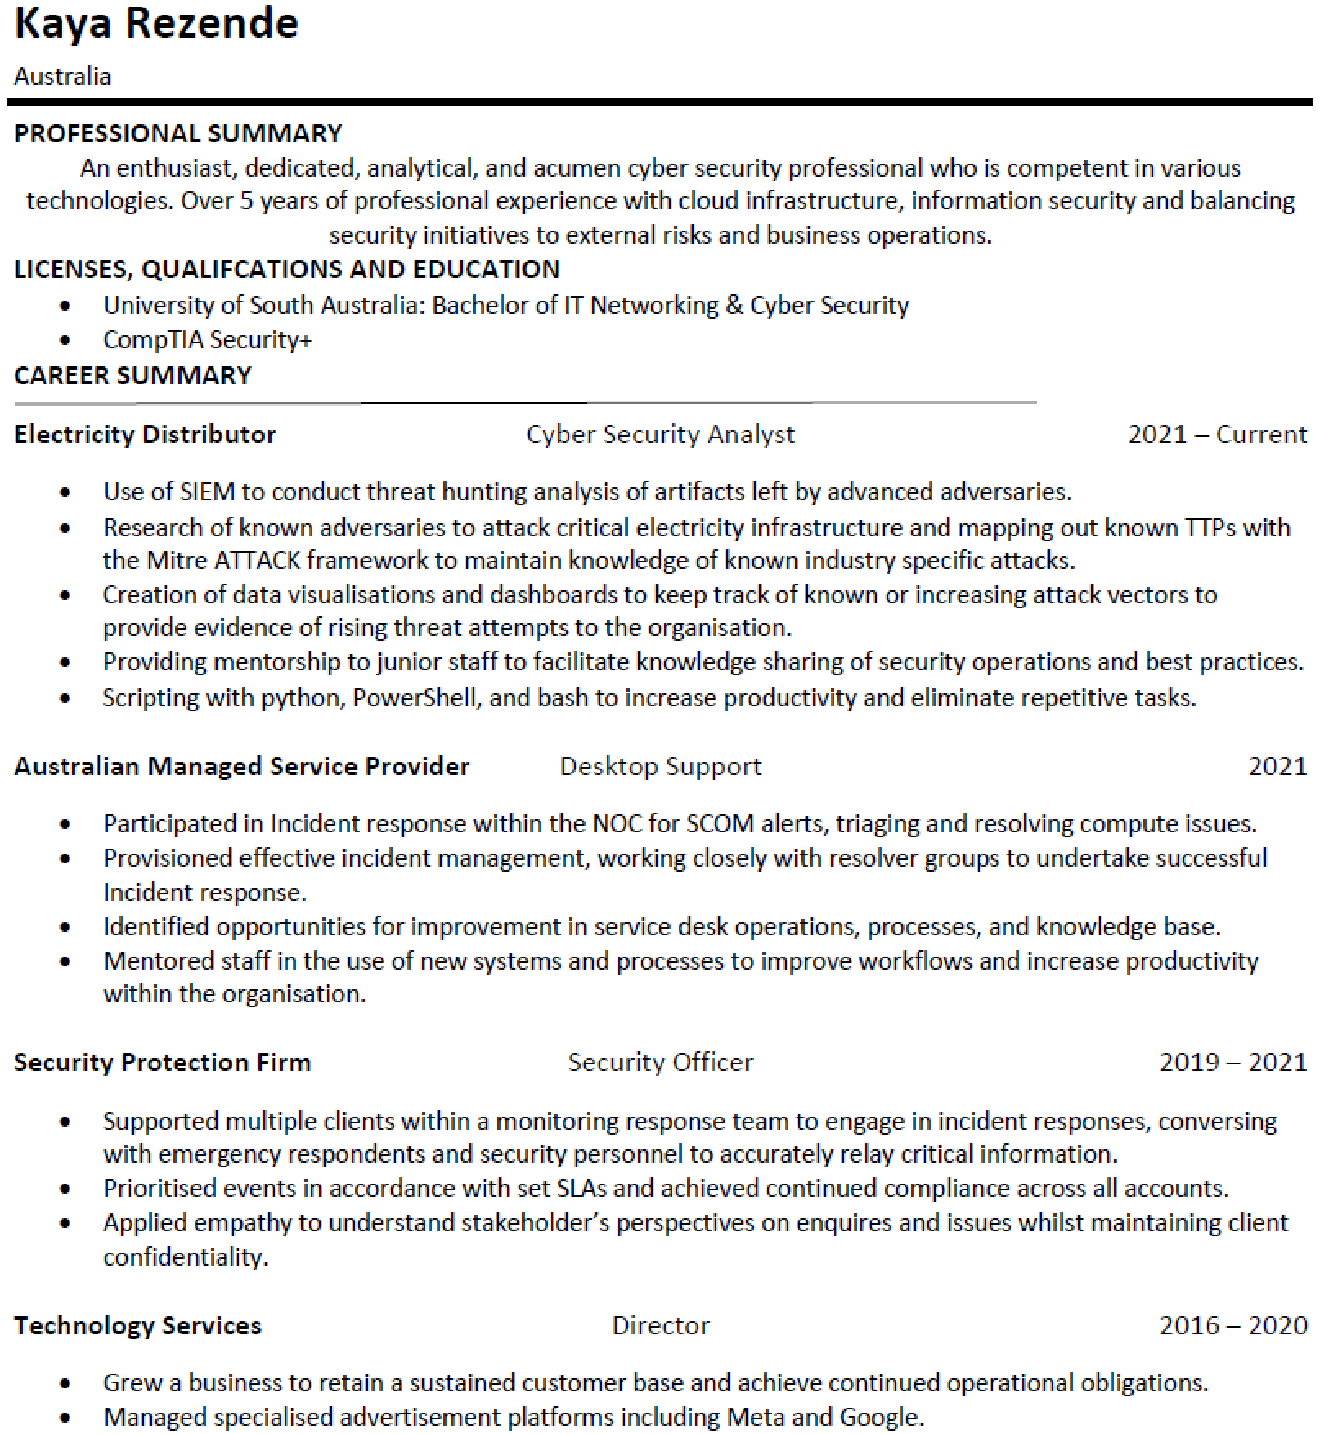 Kaya Rezende
Australia
PROFESSIONAL SUMMARY
An enthusiast, dedicated, analytical, and acumen cyber security professional who is competent in various
technologies. Over 5 years of professional experience with cloud infrastructure, information security and balancing
security initiatives to external risks and business operations.
LICENSES, QUALIFCATIONS AND EDUCATION
• University of South Australia: Bachelor of IT Networking & Cyber Security
• CompTIA Security+
CAREER SUMMARY
Electricity Distributor Cyber Security Analyst 2021 – Current
• Use of SIEM to conduct threat hunting analysis of artifacts left by advanced adversaries.
• Research of known adversaries to attack critical electricity infrastructure and mapping out known TTPs with
the Mitre ATTACK framework to maintain knowledge of known industry specific attacks.
• Creation of data visualisations and dashboards to keep track of known or increasing attack vectors to
provide evidence of rising threat attempts to the organisation.
• Providing mentorship to junior staff to facilitate knowledge sharing of security operations and best practices.
• Scripting with python, PowerShell, and bash to increase productivity and eliminate repetitive tasks.
Australian Managed Service Provider Desktop Support 2021
• Participated in Incident response within the NOC for SCOM alerts, triaging and resolving compute issues.
• Provisioned effective incident management, working closely with resolver groups to undertake successful
Incident response.
• Identified opportunities for improvement in service desk operations, processes, and knowledge base.
• Mentored staff in the use of new systems and processes to improve workflows and increase productivity
within the organisation.
Security Protection Firm Security Officer 2019 – 2021
• Supported multiple clients within a monitoring response team to engage in incident responses, conversing
with emergency respondents and security personnel to accurately relay critical information.
• Prioritised events in accordance with set SLAs and achieved continued compliance across all accounts.
• Applied empathy to understand stakeholder’s perspectives on enquires and issues whilst maintaining client
confidentiality.
Technology Services Director 2016 – 2020
• Grew a business to retain a sustained customer base and achieve continued operational obligations.
• Managed specialised advertisement platforms including Meta and Google.